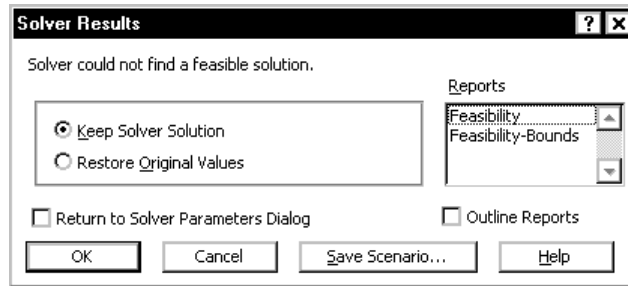 Solver Results
Solver could not find a feasible solution.
Reports
Feasibility
Feasibility-Bounds
Keep Solver Solution
Restore Original Values
Return to Solver Parameters Dialog
Outline Reports
OK
Cancel
Save Scenario...
Help